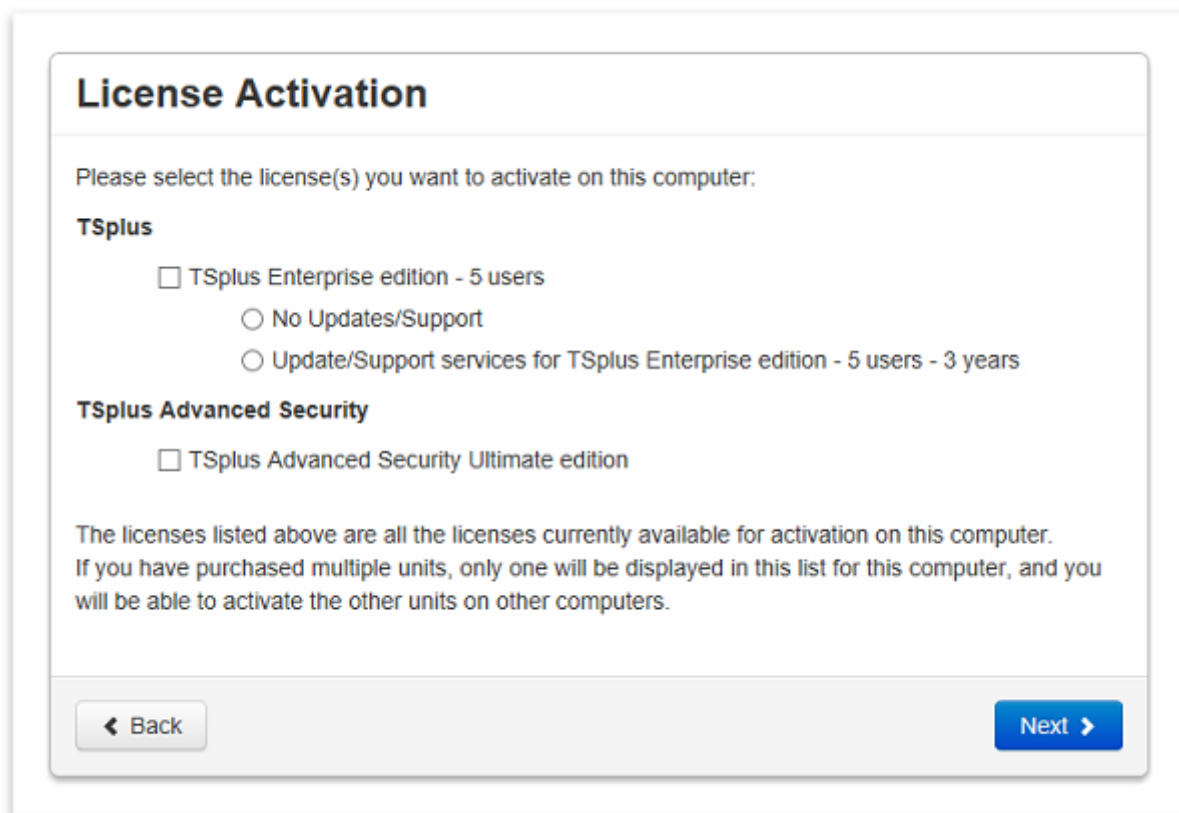 License Activation
Please select the license(s) you want to activate on this computer:
TSplus
TSplus Enterprise edition - 5 users
No Updates/Support
Update/Support services for TSplus Enterprise edition - 5 users - 3 years
TSplus Advanced Security
TSplus Advanced Security Ultimate edition
The licenses listed above are all the licenses currently available for activation on this computer.
If you have purchased multiple units, only one will be displayed in this list for this computer, and you
will be able to activate the other units on other computers.
Back
Next